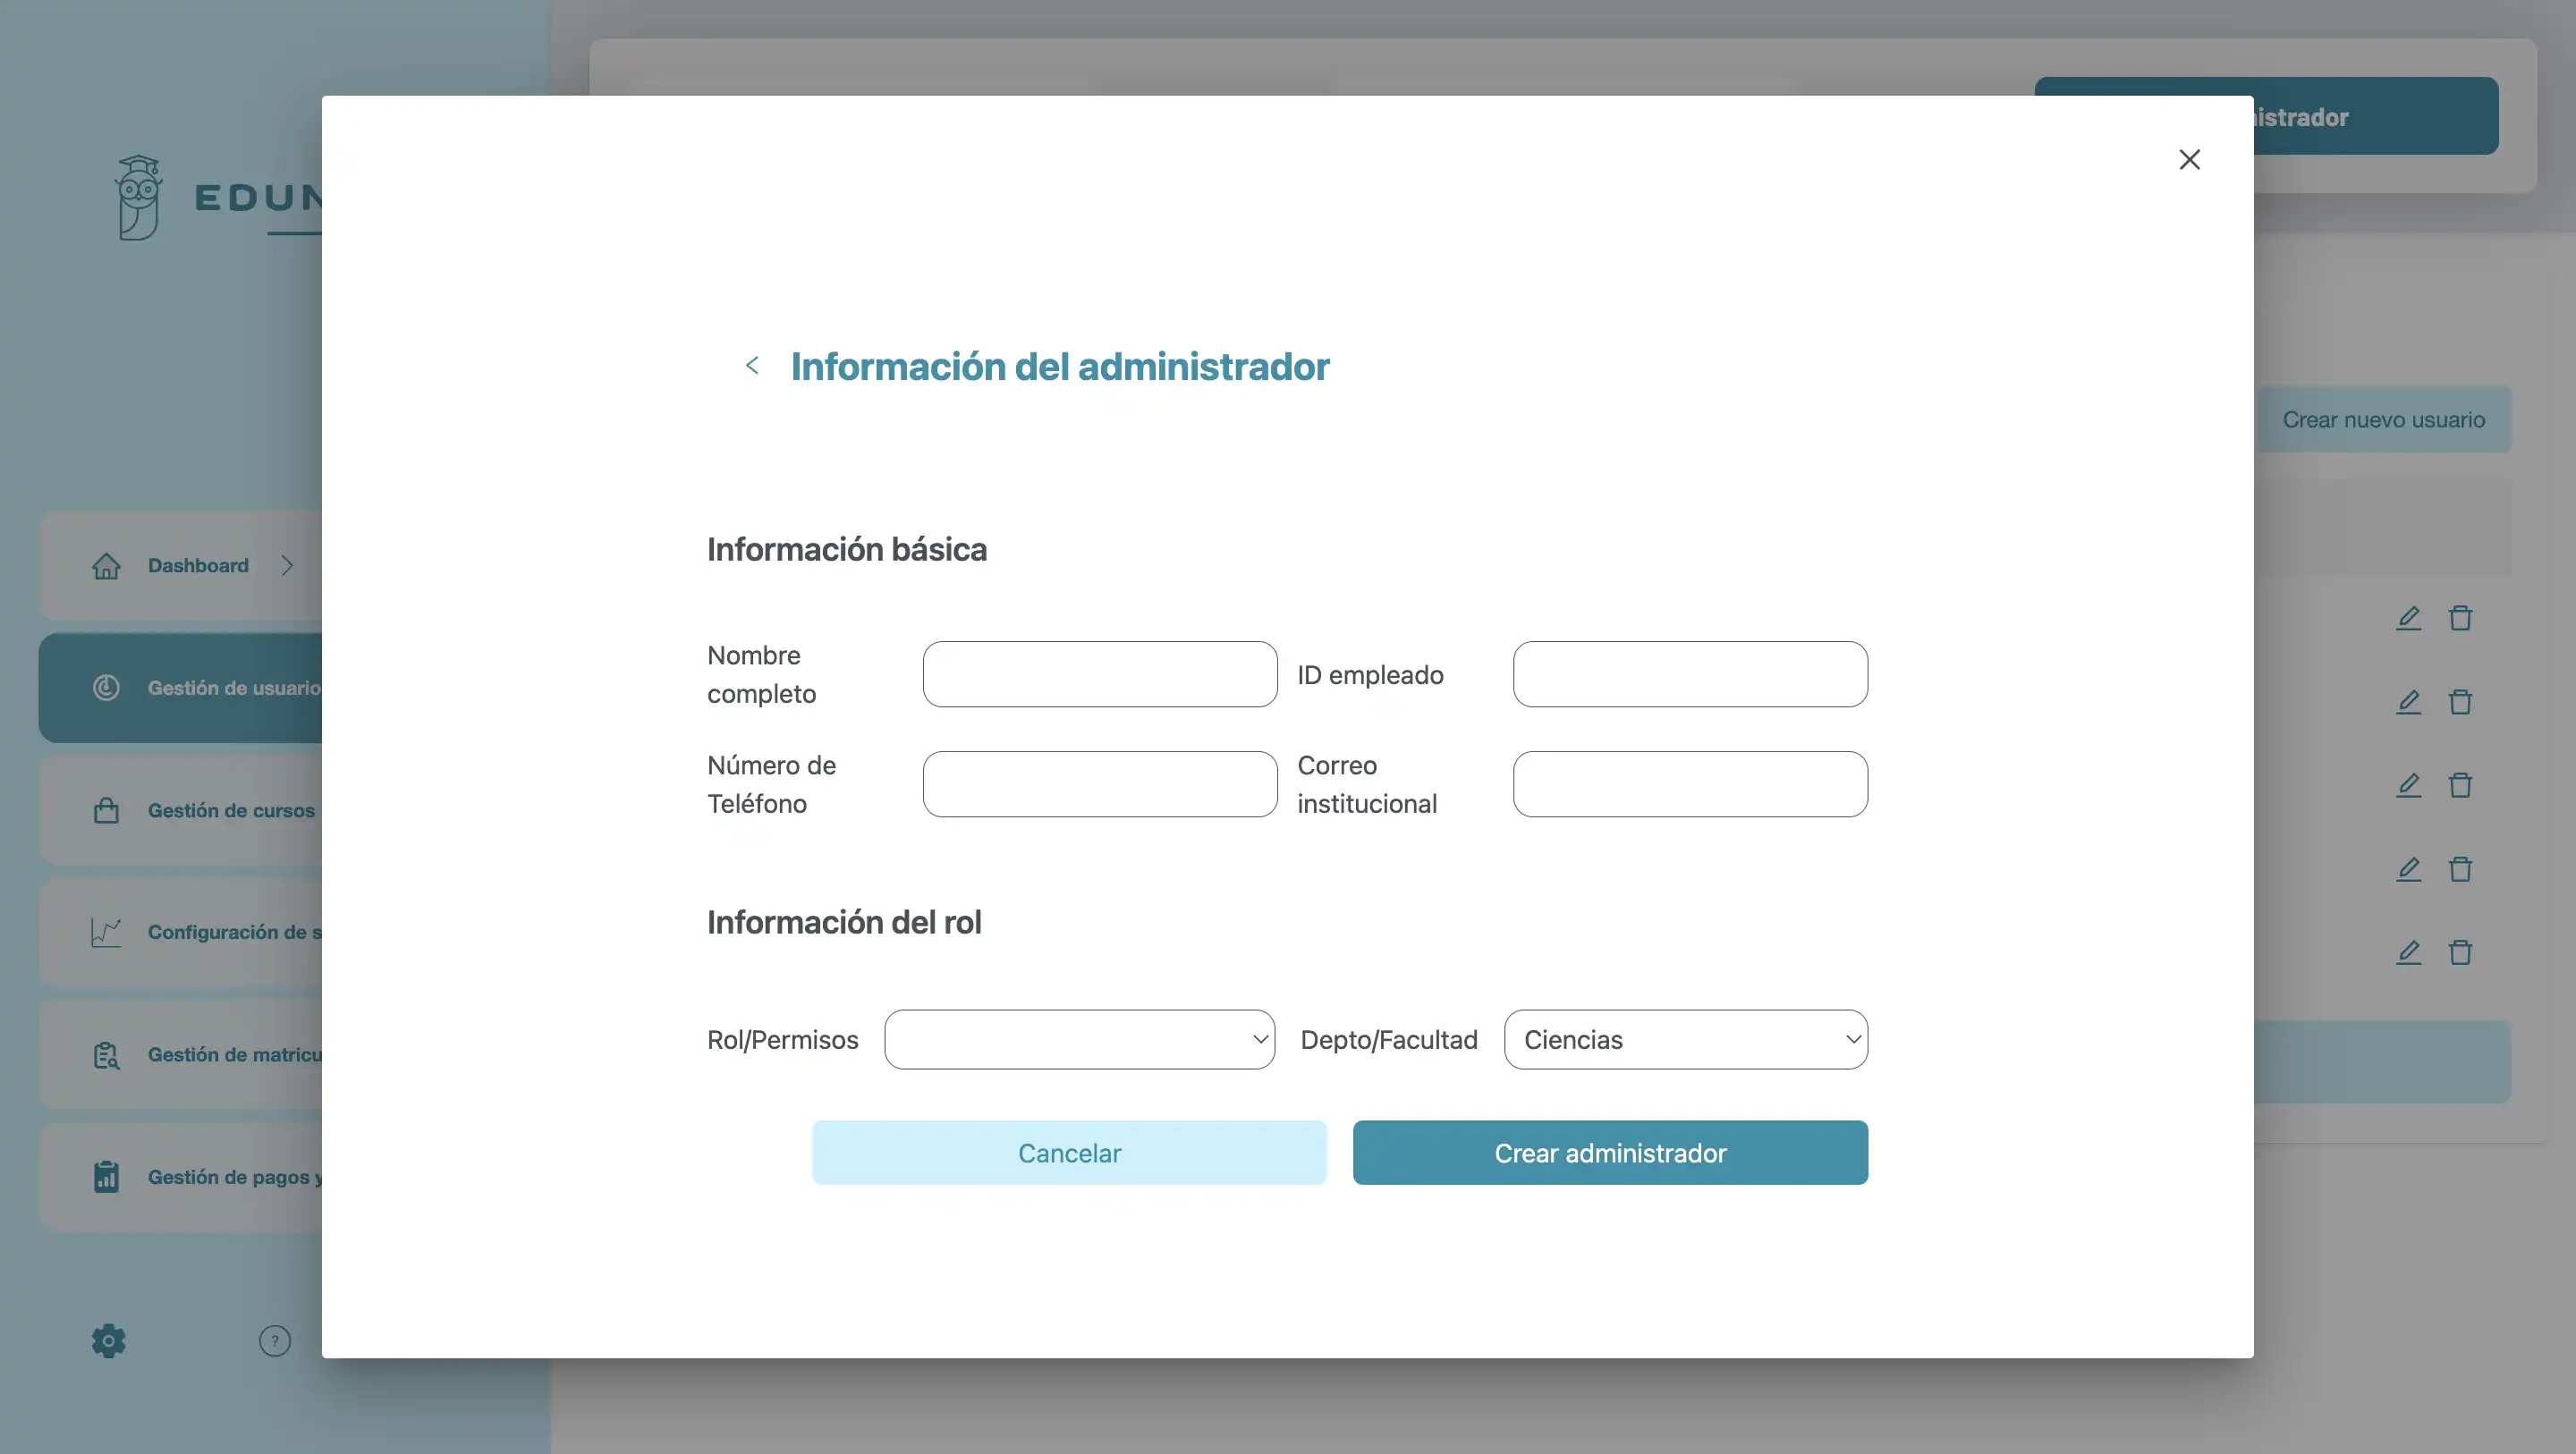 istrador
EDUN
Información del administrador
Crear nuevo usuario
Información básica
Dashboard
Nombre completo
ID empleado
Gestión de usuario
Número de Teléfono
Correo institucional
Gestión de cursos
Información del rol
Configuración de s
Rol/Permisos
Depto/Facultad
Ciencias
Gestión de matricu
Cancelar
Crear administrador
Gestión de pagos y
?